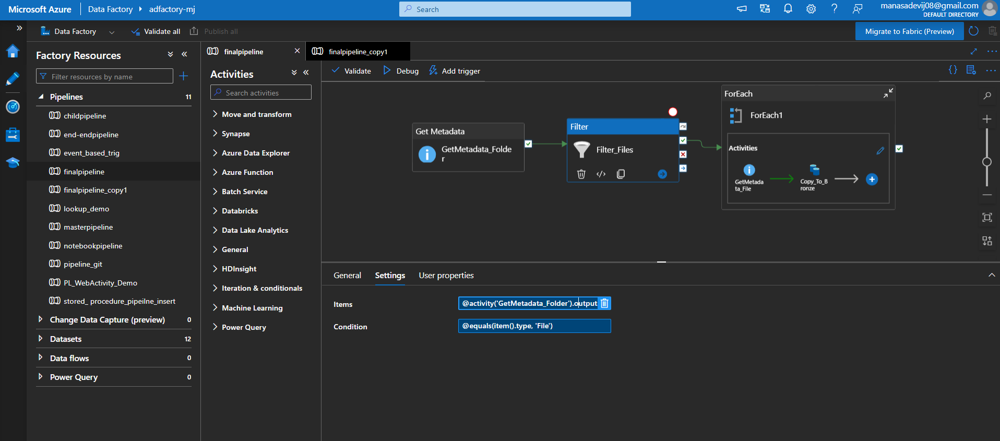 Microsoft Azure
Data Factory
adfactory-mj
Search
manasadevij08@gmail.com
DEFAULT DIRECTORY
Data Factory
Validate all
Publish all
Migrate to Fabric (Preview)
Factory Resources
Filter resources by name
Pipelines
11
childpipeline
end-endpipeline
event_based_trig
finalpipeline
finalpipeline_copy1
lookup_demo
masterpipeline
notebookpipeline
pipeline_git
PL_WebActivity_Demo
stored_ procedure_pipeilne_insert
Change Data Capture (preview)
0
Datasets
12
Data flows
0
Power Query
0
finalpipeline
finalpipeline_copy1
Activities
Search activities
Move and transform
Synapse
Azure Data Explorer
Azure Function
Batch Service
Databricks
Data Lake Analytics
General
HDInsight
Iteration & conditionals
Machine Learning
Power Query
Validate
Debug
Add trigger
Get Metadata
GetMetadata_Folde
r
Filter
Filter_Files
ForEach
ForEach1
Activities
GetMetad
ata_File
Copy_To_B
ronze
General
Settings
User properties
Items
@activity('GetMetadata_Folder').output
Condition
@equals(item().type, 'File')